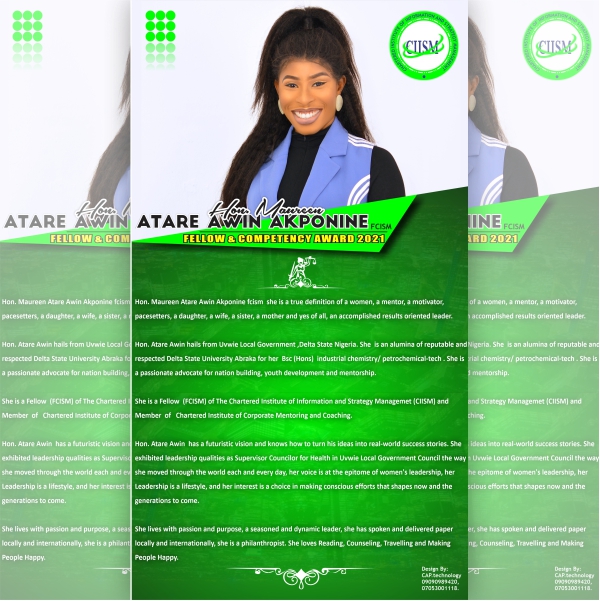 CIISM
Hon. Maureen
ATARE AWIN AKPONINE FCISM
FELLOW & COMPETENCY AWARD 2021
Hon. Maureen Atare Awin Akponine fcism she is a true definition of a women, a mentor, a motivator,
pacesetters, a daughter, a wife, a sister, a mother and yes of all, an accomplished results oriented leader.
Hon. Atare Awin hails from Uvwie Local Government ,Delta State Nigeria. She is an alumina of reputable and
respected Delta State University Abraka for her Bsc (Hons) industrial chemistry/ petrochemical-tech . She is
a passionate advocate for nation building, youth development and mentorship.
She is a Fellow (FCISM) of The Chartered Institute of Information and Strategy Managemet (CIISM) and
Member of Chartered Institute of Corporate Mentoring and Coaching.
Hon. Atare Awin has a futuristic vision and knows how to turn his ideas into real-world success stories. She
exhibited leadership qualities as Supervisor Councilor for Health in Uvwie Local Government Council the way
she moved through the world each and every day, her voice is at the epitome of women's leadership, her
Leadership is a lifestyle, and her interest is a choice in making conscious efforts that shapes now and the
generations to come.
She lives with passion and purpose, a seasoned and dynamic leader, she has spoken and delivered paper
locally and internationally, she is a philanthropist. She loves Reading, Counseling, Travelling and Making
People Happy.
Design By:
CAP.technology
09090989420,
07053001118.